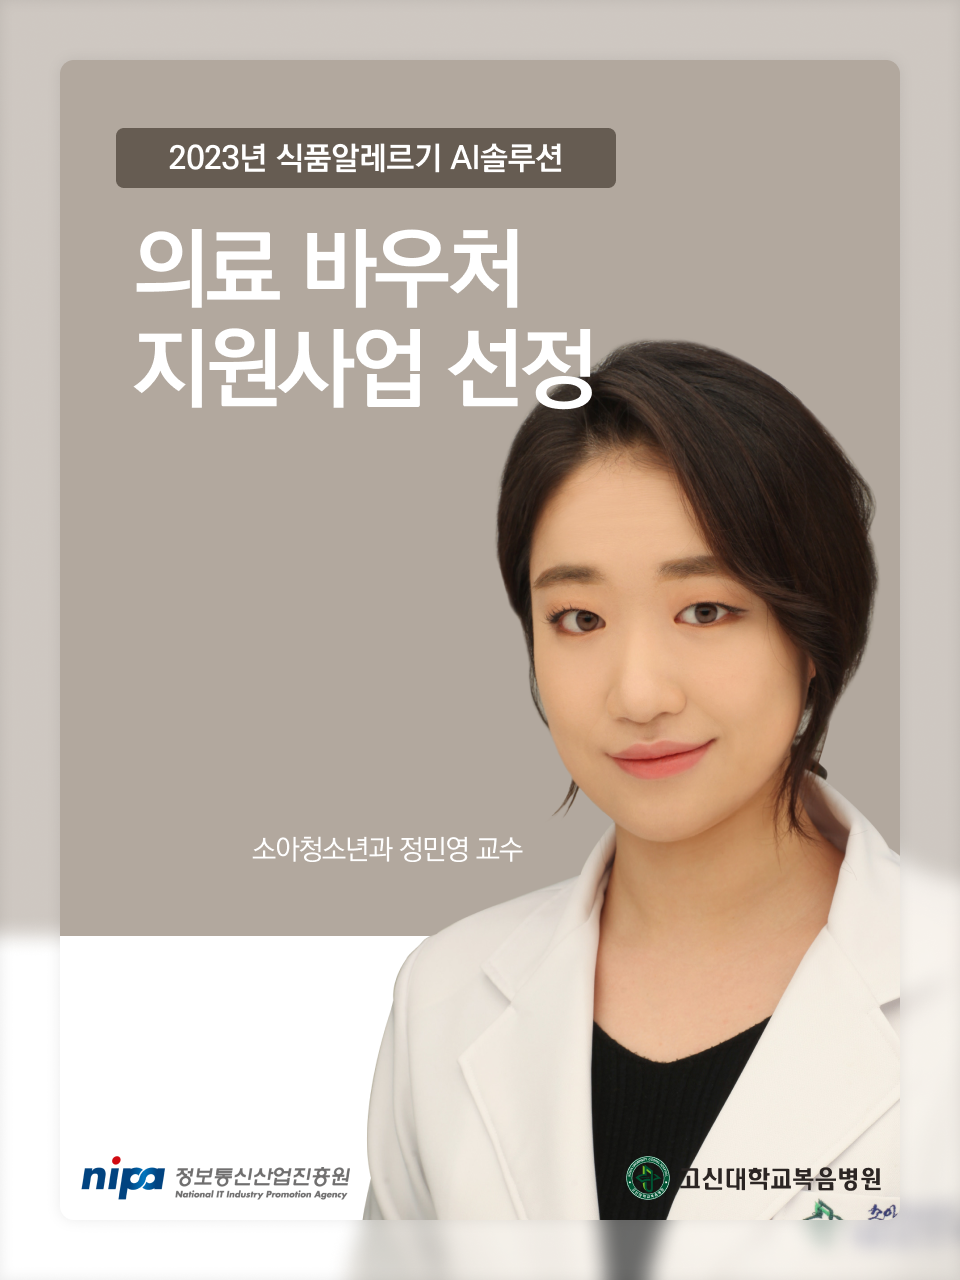 2023년 식품알레르기 AI솔루션
의료 바우처
지원사업 선정
소아청소년과 정민영 교수
nipa 정보통신산업진흥원
National IT Industry Promotion Agency
고신대학교복음병원
소아